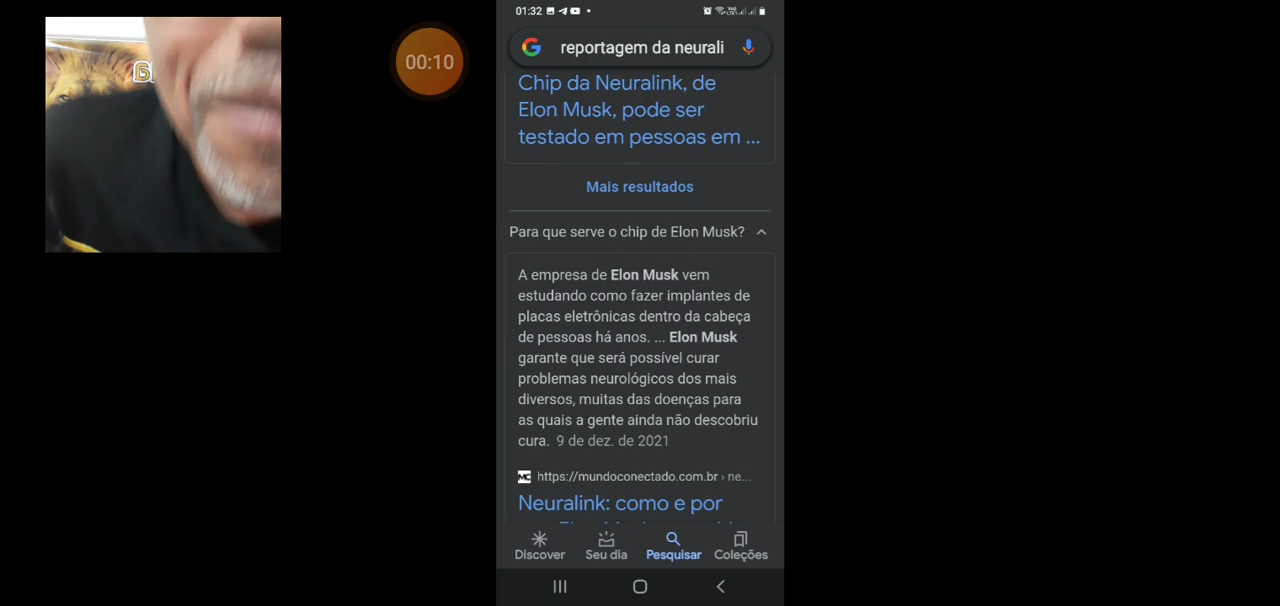 01:32
00:10
reportagem da neurali
Chip da Neuralink, de
Elon Musk, pode ser
testado em pessoas em ...
Mais resultados
Para que serve o chip de Elon Musk?
A empresa de Elon Musk vem
estudando como fazer implantes de
placas eletrônicas dentro da cabeça
de pessoas há anos. ... Elon Musk
garante que será possível curar
problemas neurológicos dos mais
diversos, muitas das doenças para
as quais a gente ainda não descobriu
cura. 9 de dez. de 2021
MC https://mundoconectado.com.br › ne...
Neuralink: como e por
Discover Seu dia Pesquisar Coleções